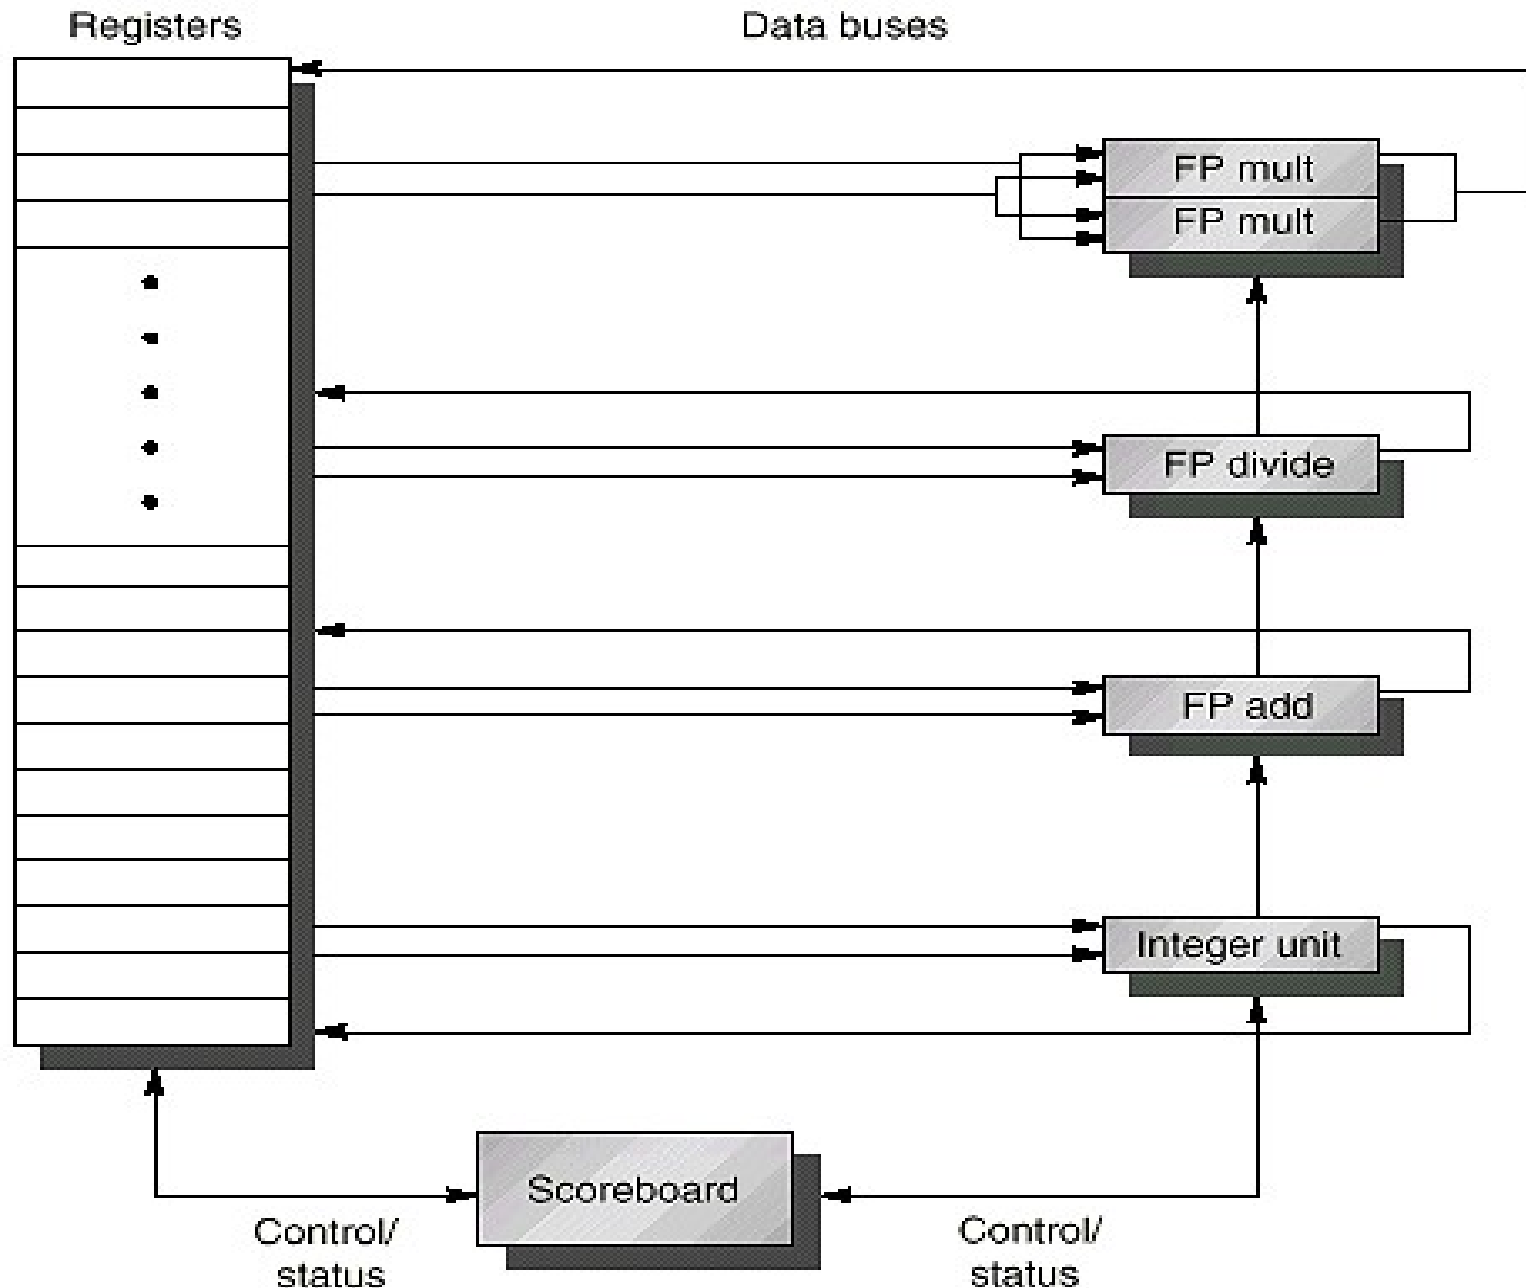 Registers
Data buses
FP mult
FP mult
FP divide
FP add
Integer unit
Scoreboard
Control/
status
Control/
status